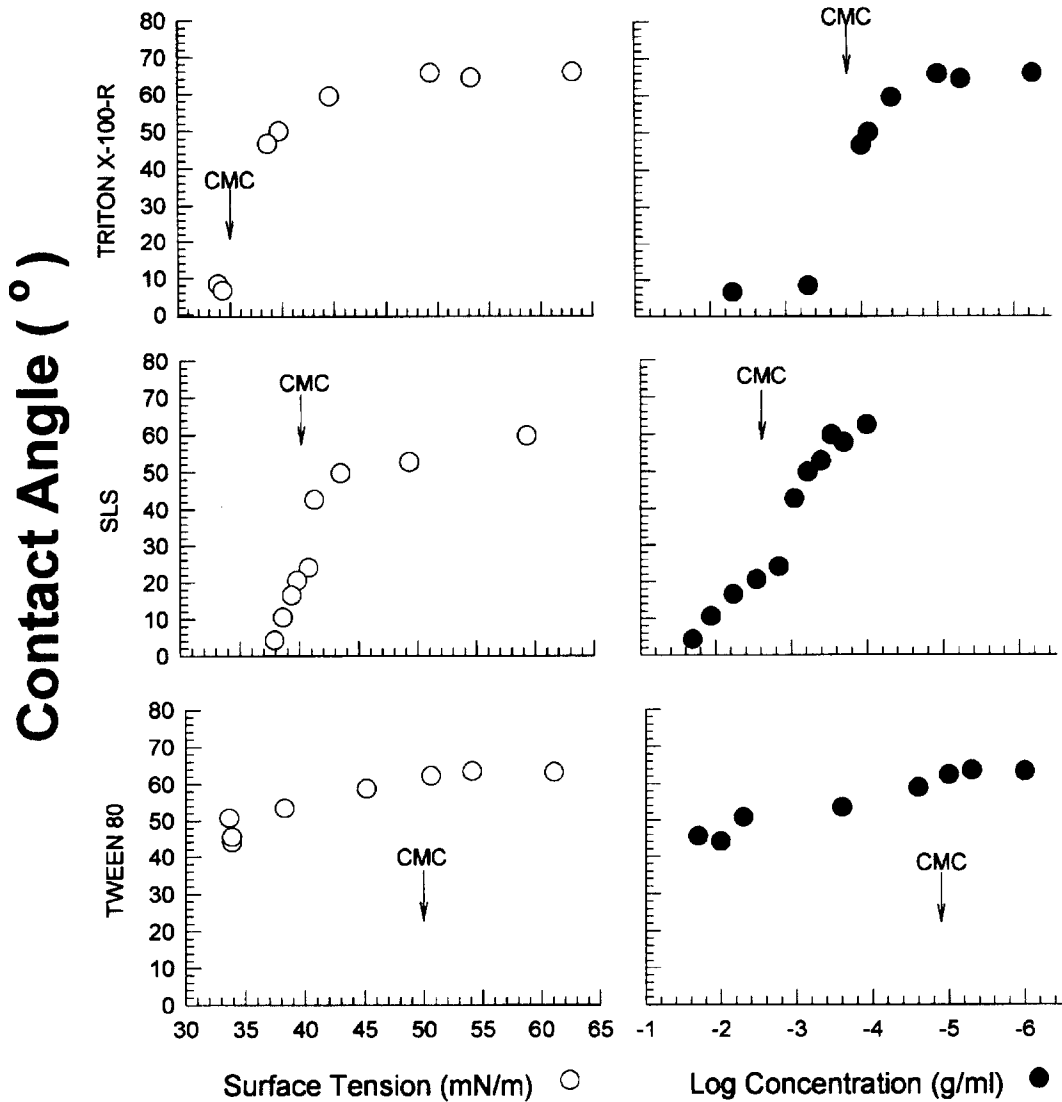 Contact Angle ( ° )
TRITON X-100-R
80
70
60
50
40
30
20
10
0
CMC
CMC
SLS
80
70
60
50
40
30
20
10
0
CMC
CMC
TWEEN 80
80
70
60
50
40
30
20
10
0
CMC
CMC
30 35 40 45 50 55 60 65
-1 -2 -3 -4 -5 -6
Surface Tension (mN/m)
Log Concentration (g/ml)